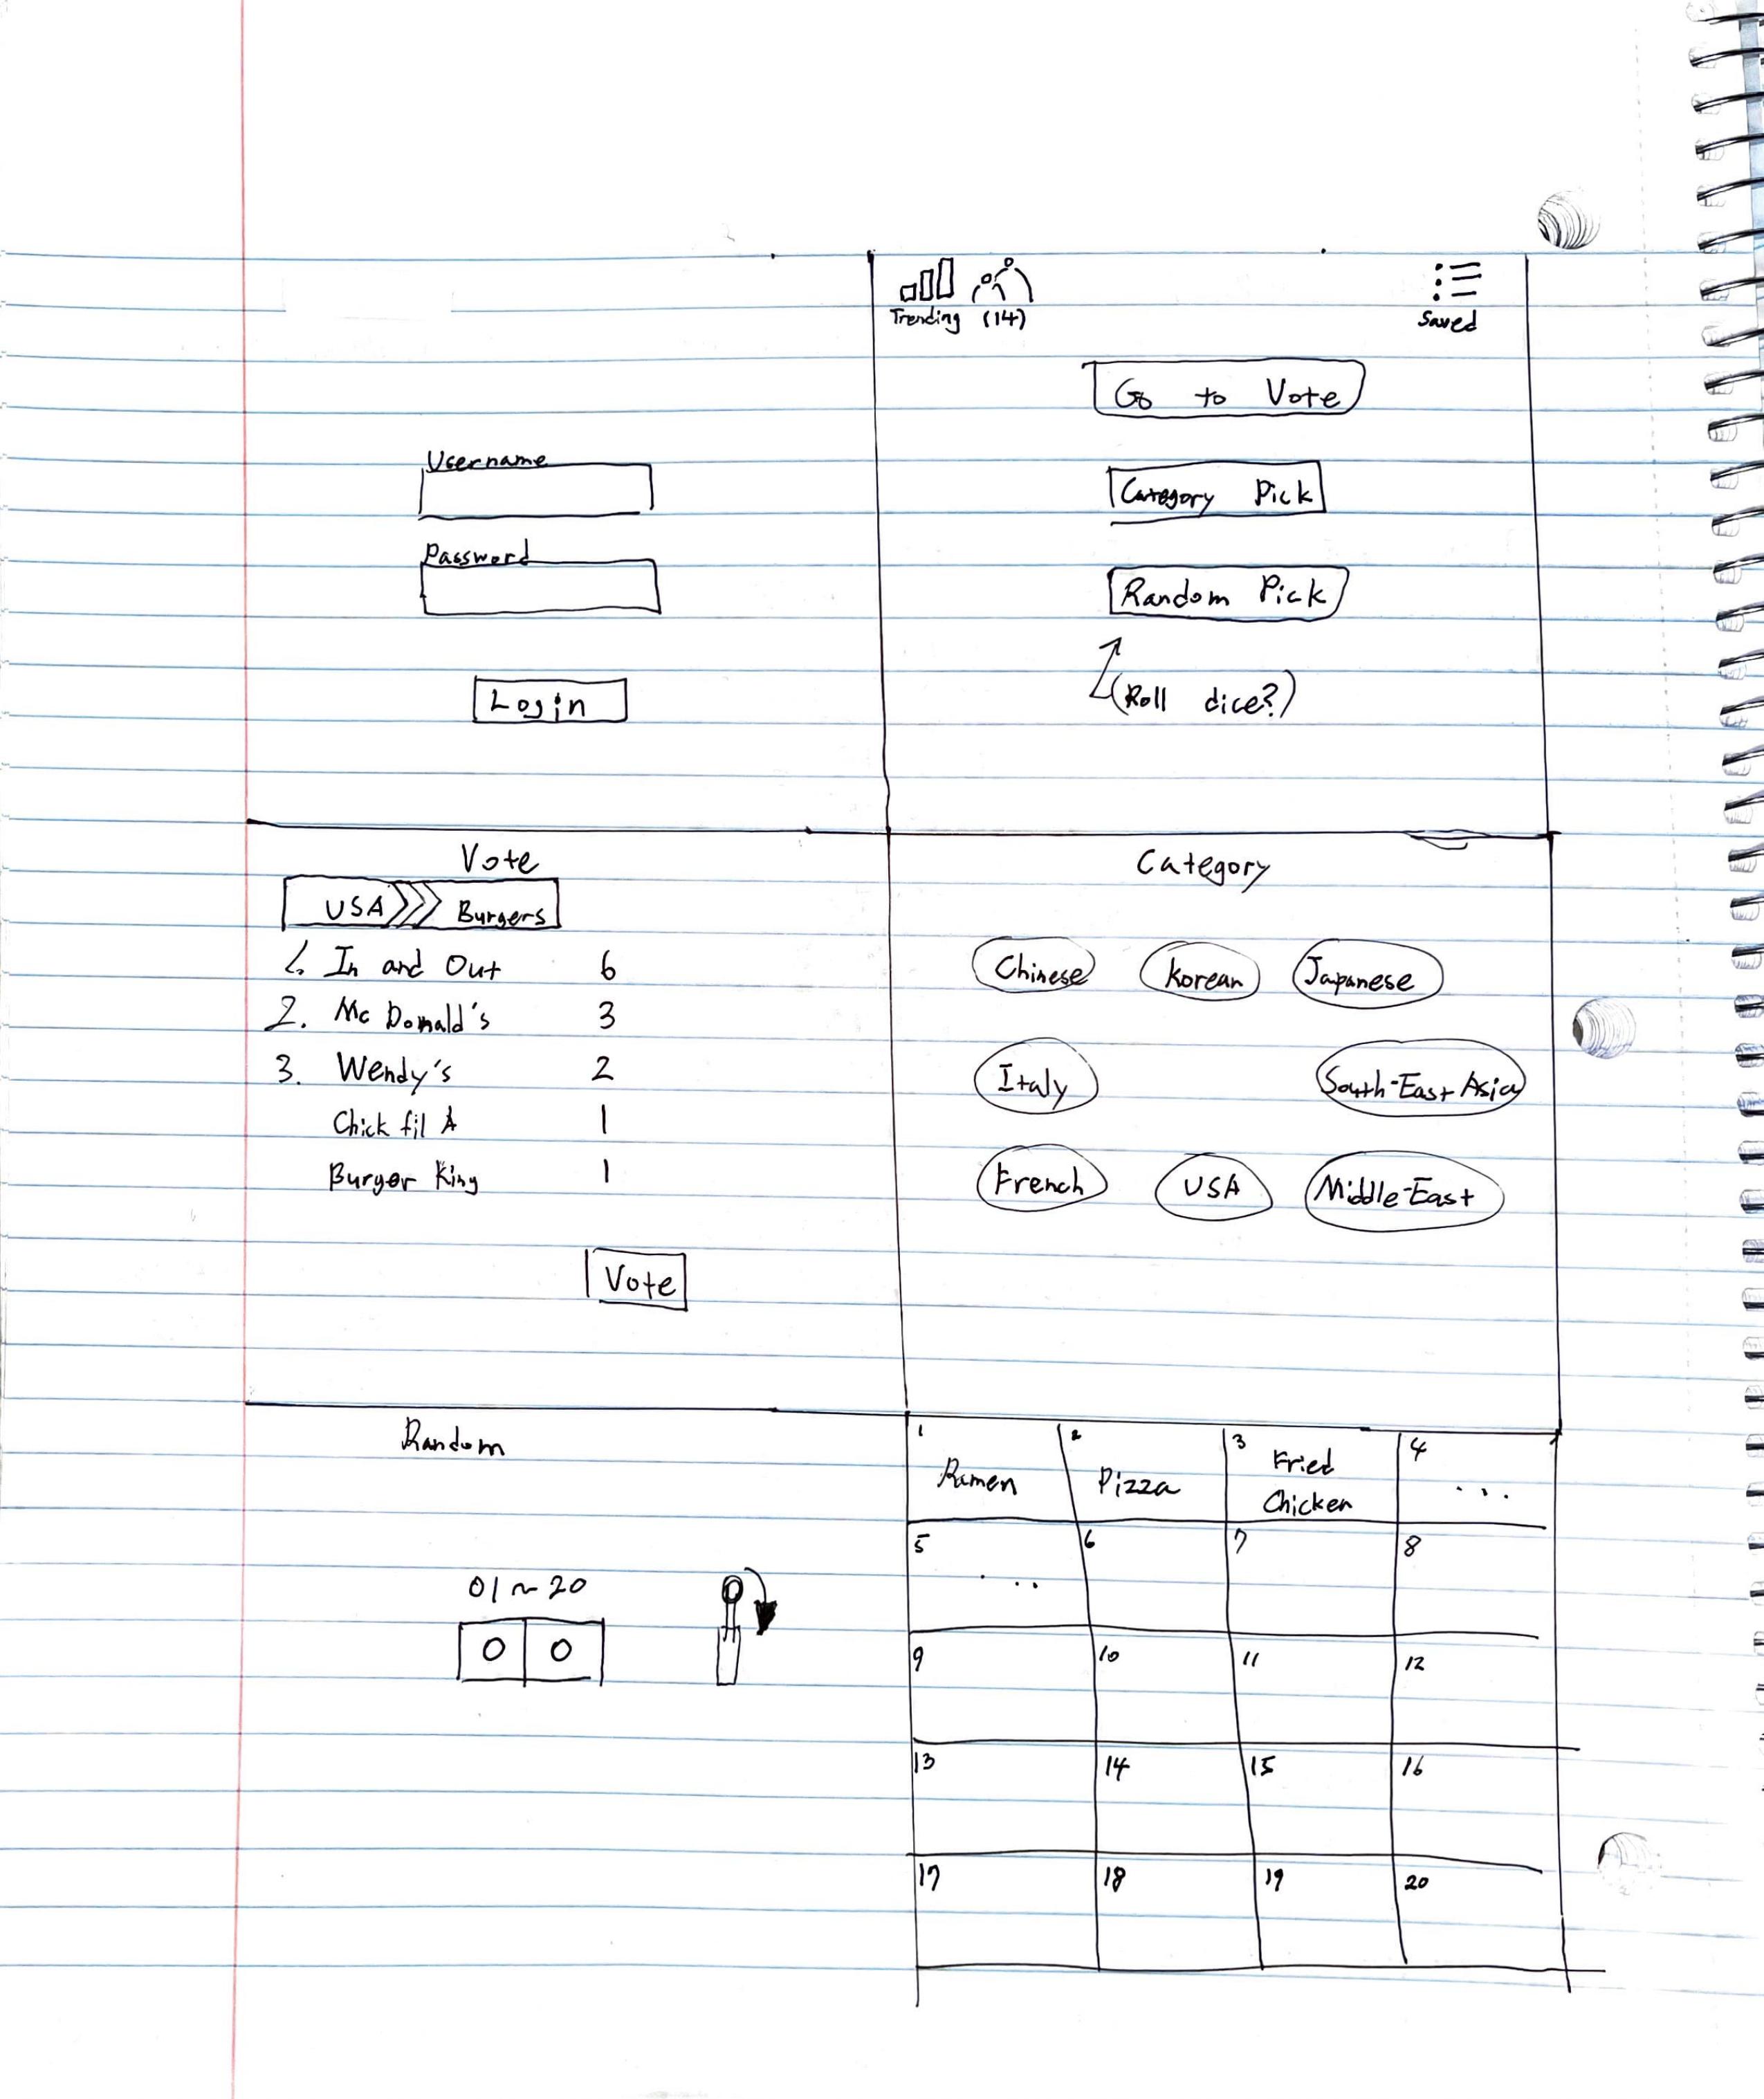 Username
Password
Login
Trending (14)
Saved
Go to Vote
Category Pick
Random Pick
(Roll dice?)
Vote
USA Burgers
1. In and Out 6
2. Mc Donald's 3
3. Wendy's 2
Chick fil A 1
Burger King 1
Vote
Category
Chinese Korean Japanese
Italy South-East Asia
French USA Middle-East
Random
01 ~ 20
0 0
1 2 3 4
Ramen Pizza Fried Chicken ...
5 6 7 8
...
9 10 11 12
13 14 15 16
17 18 19 20